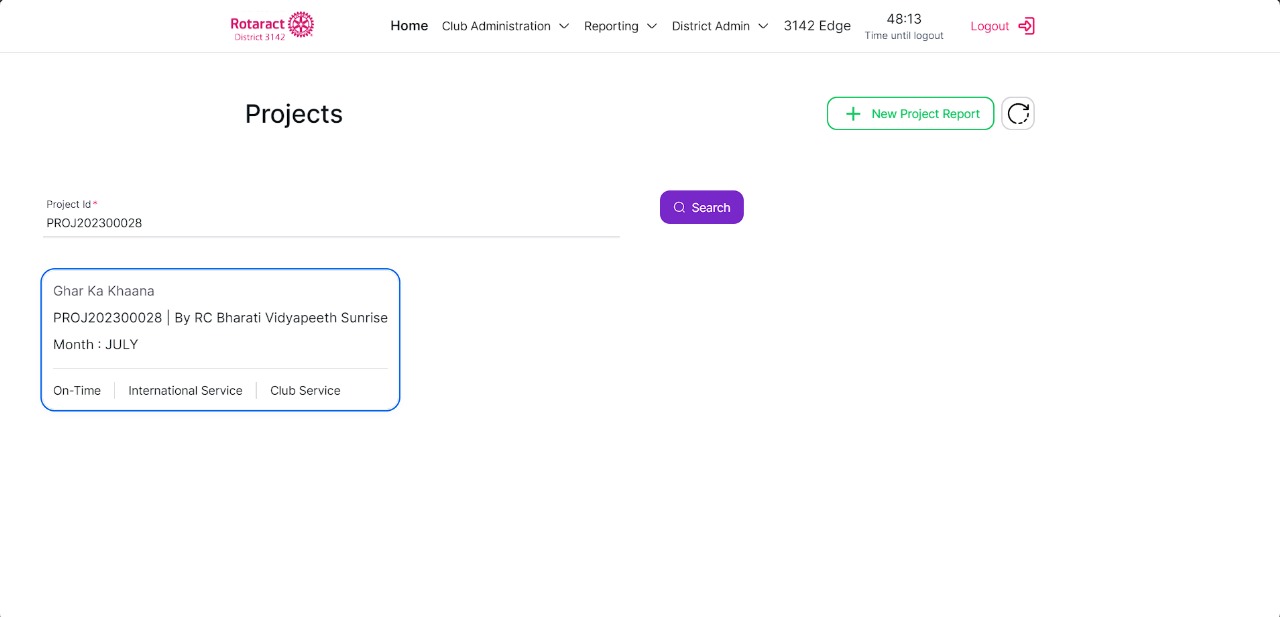 Rotaract
District 3142
Home Club Administration Reporting District Admin 3142 Edge 48:13 Logout
Time until logout
Projects
New Project Report
Project Id*
PROJ202300028
Search
Ghar Ka Khaana
PROJ202300028 | By RC Bharati Vidyapeeth Sunrise
Month : JULY
On-Time | International Service | Club Service